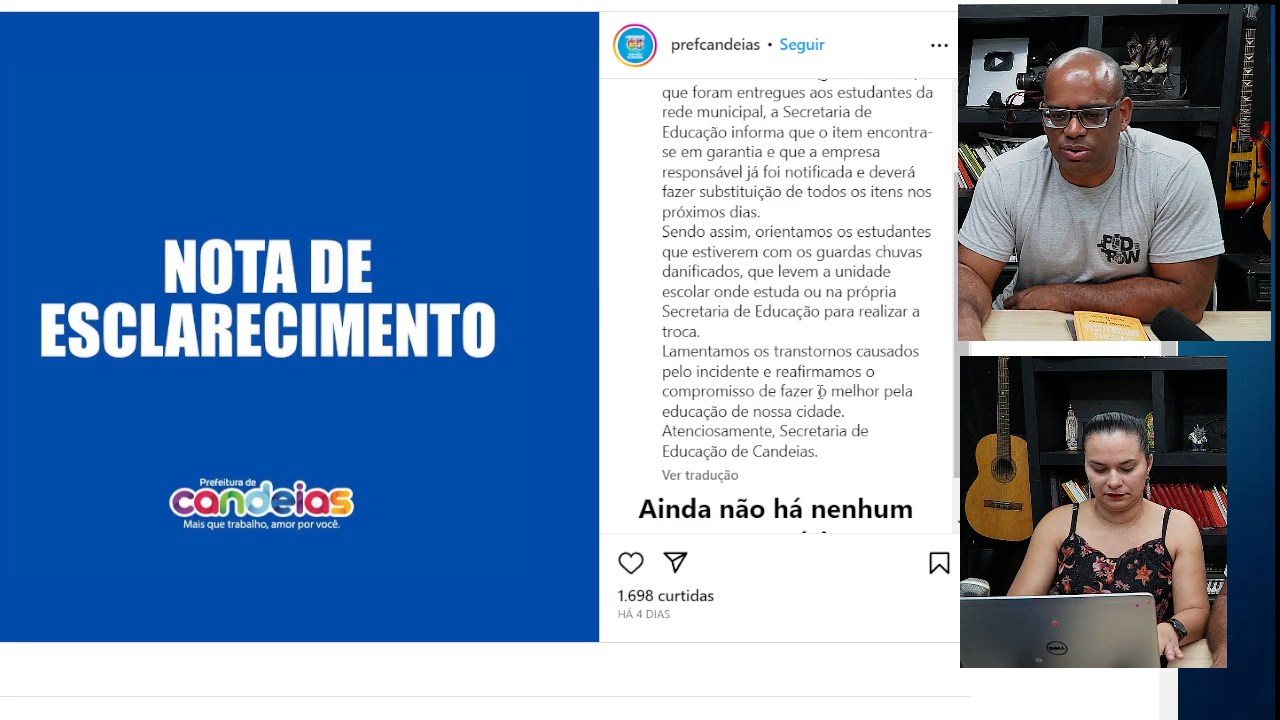 NOTA DE
ESCLARECIMENTO
Prefeitura de
candeias
Mais que trabalho, amor por você.
prefcandeias • Seguir
que foram entregues aos estudantes da
rede municipal, a Secretaria de
Educação informa que o item encontra-
se em garantia e que a empresa
responsável já foi notificada e deverá
fazer substituição de todos os itens nos
próximos dias.
Sendo assim, orientamos os estudantes
que estiverem com os guardas chuvas
danificados, que levem a unidade
escolar onde estuda ou na própria
Secretaria de Educação para realizar a
troca.
Lamentamos os transtornos causados
pelo incidente e reafirmamos o
compromisso de fazer o melhor pela
educação de nossa cidade.
Atenciosamente, Secretaria de
Educação de Candeias.
Ver tradução
Ainda não há nenhum
1.698 curtidas
HÁ 4 DIAS
DELL